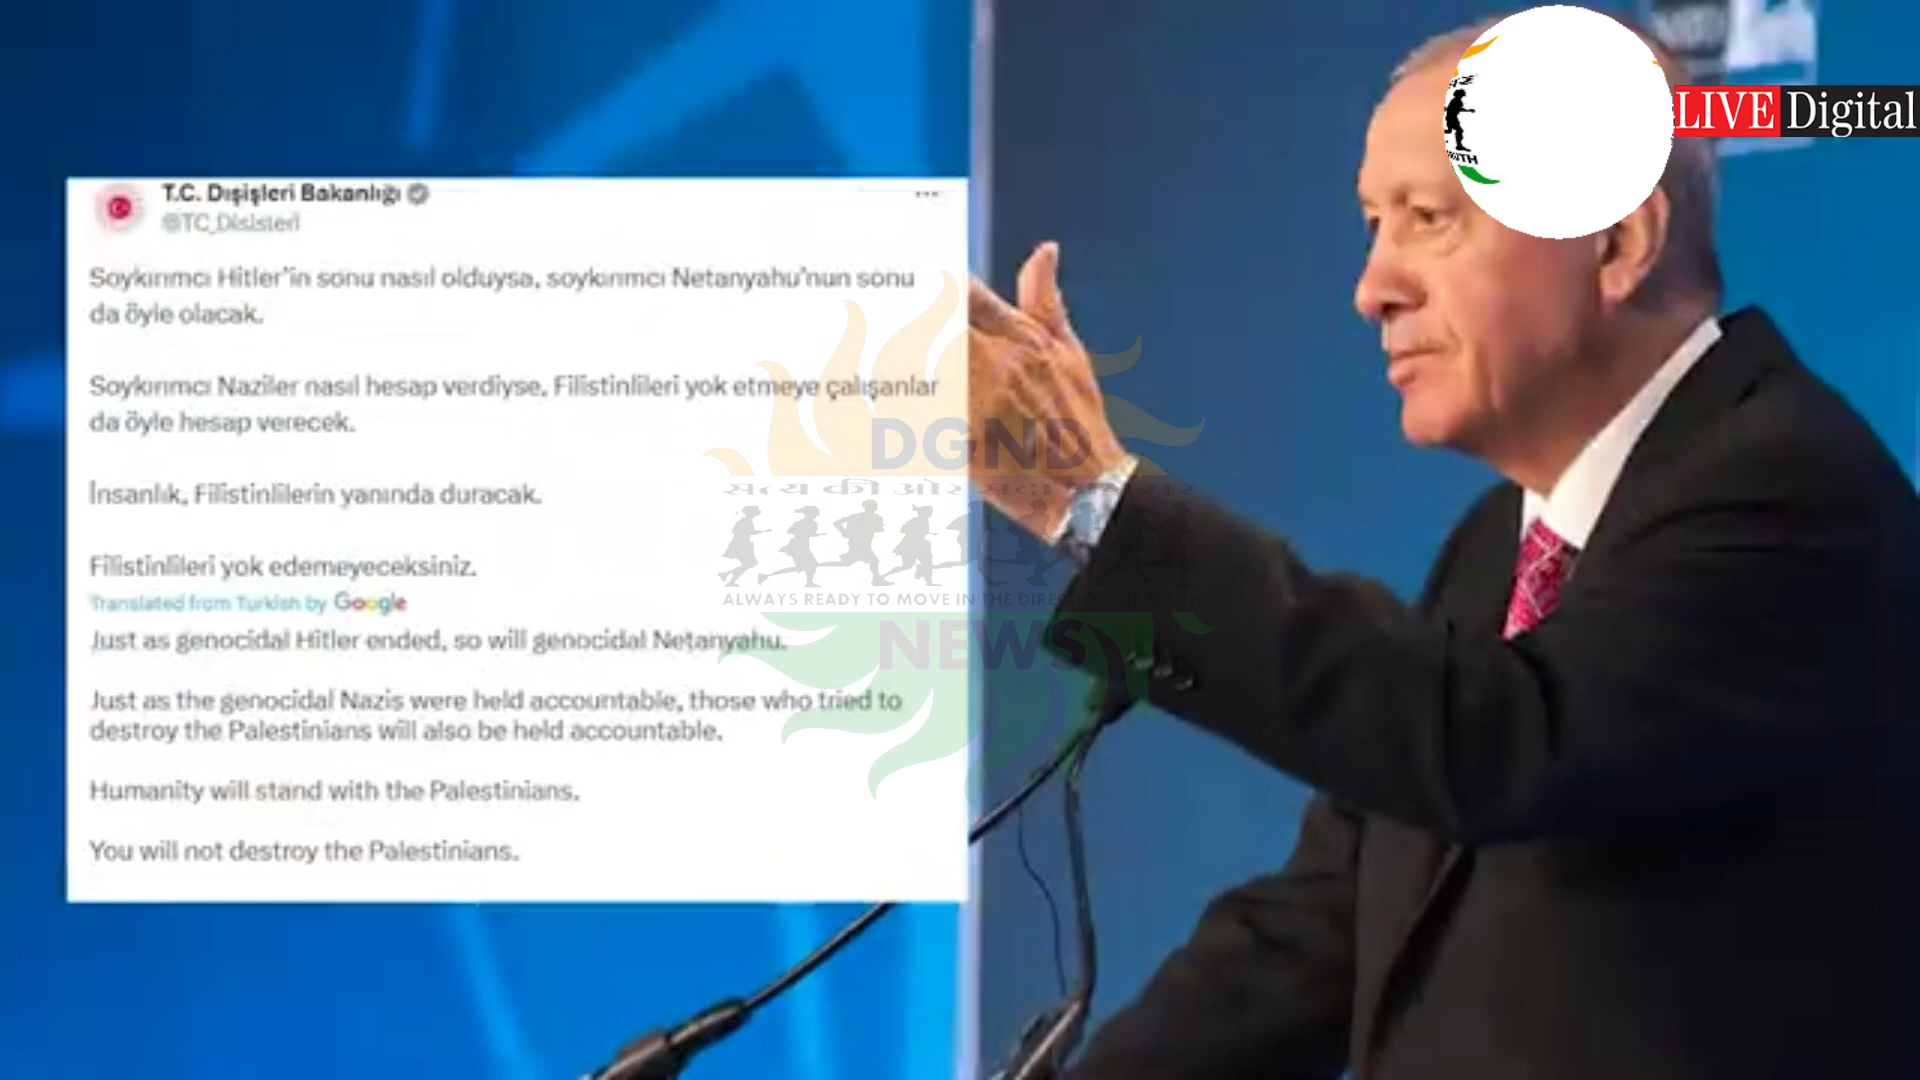 LIVE Digital
T.C. Dışişleri Bakanlığı
@TC_Disisleri
Soykırımcı Hitler'in sonu nasıl olduysa, soykırımcı Netanyahu'nun sonu
da öyle olacak.
Soykırımcı Naziler nasıl hesap verdiyse, Filistinlileri yok etmeye çalışanlar
da öyle hesap verecek.
İnsanlık, Filistinlilerin yanında duracak.
Filistinlileri yok edemeyeceksiniz.
Translated from Turkish by Google
Just as genocidal Hitler ended, so will genocidal Netanyahu.
Just as the genocidal Nazis were held accountable, those who tried to
destroy the Palestinians will also be held accountable.
Humanity will stand with the Palestinians.
You will not destroy the Palestinians.
DGND
सत्य की ओर सदा
ALWAYS READY TO MOVE IN THE DIRECTION OF TRUTH
NEWS